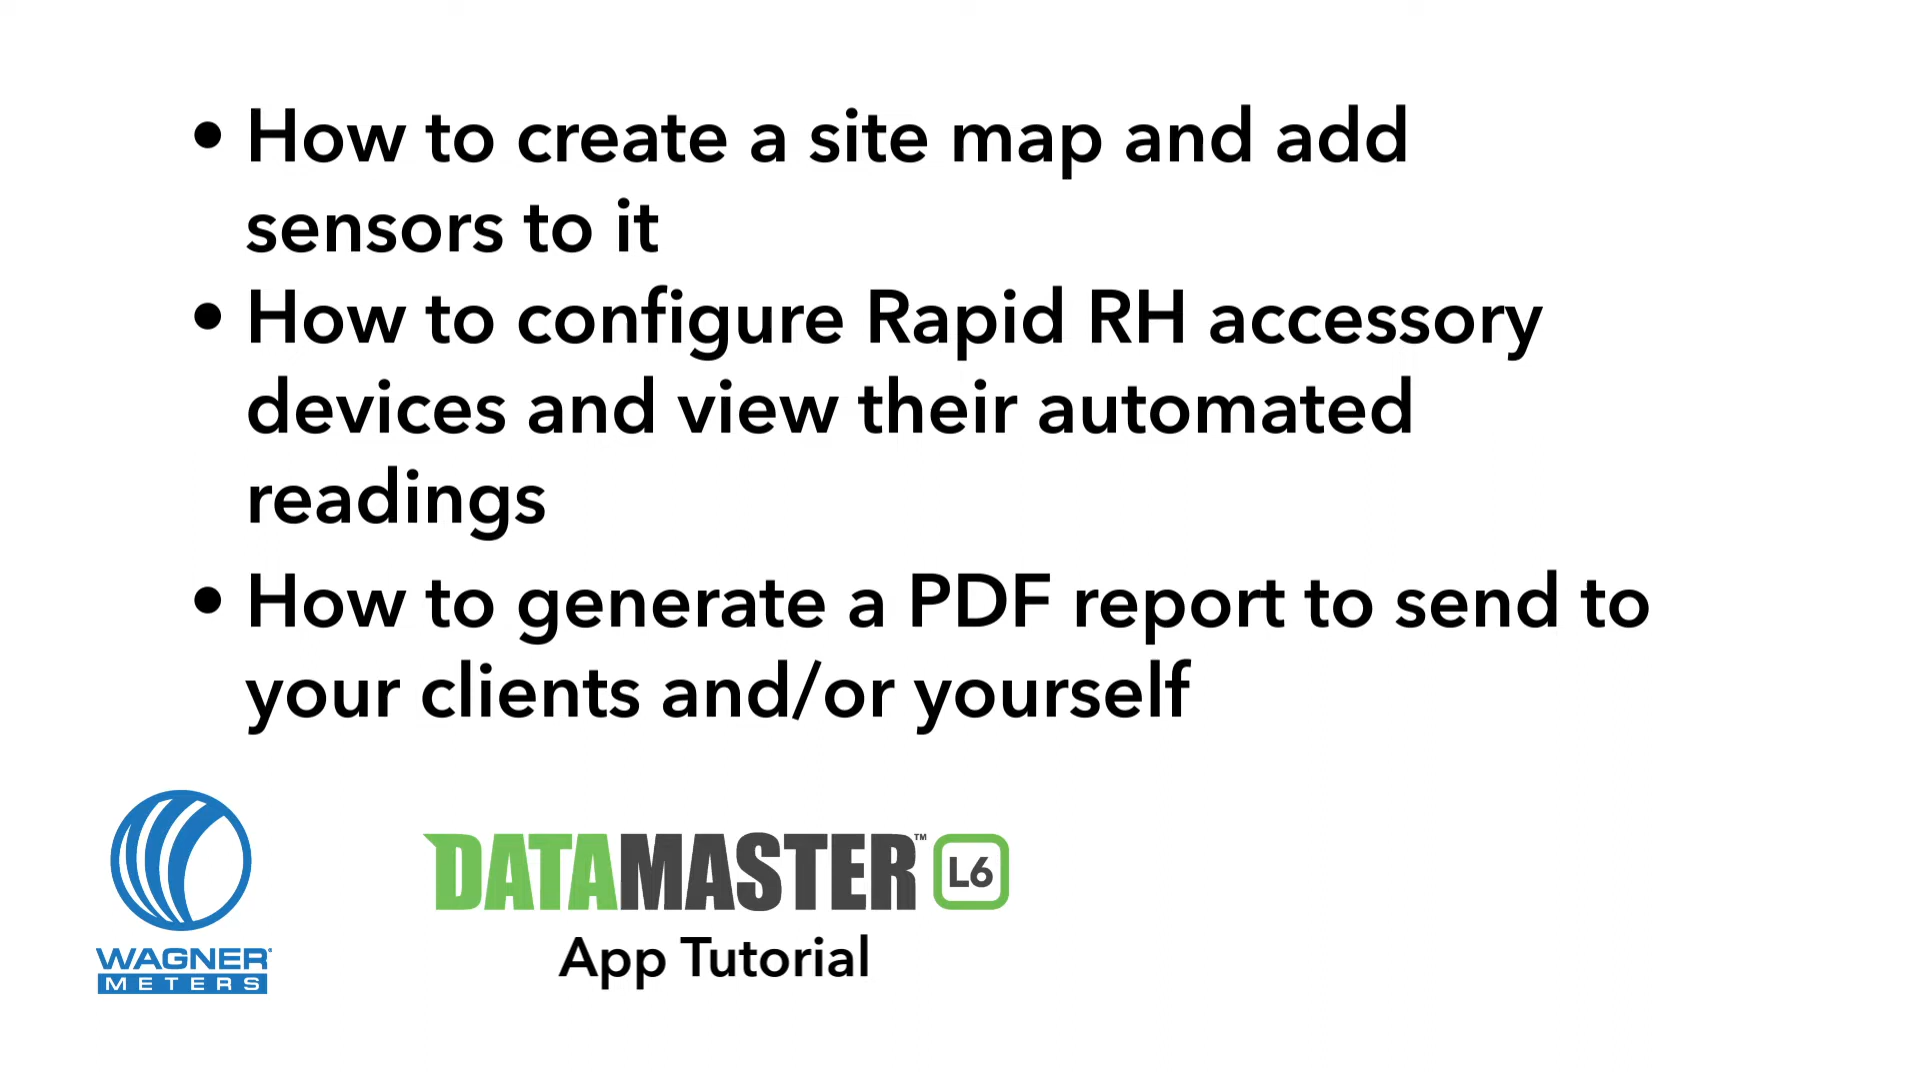 • How to create a site map and add
sensors to it
• How to configure Rapid RH accessory
devices and view their automated
readings
• How to generate a PDF report to send to
your clients and/or yourself
WAGNER®
METERS
DATAMASTER™ L6
App Tutorial